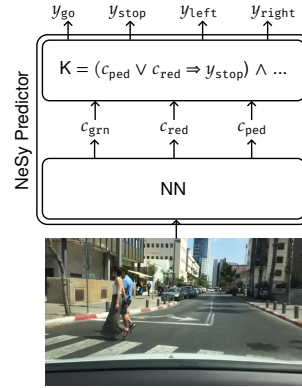 y_go y_stop y_left y_right
NeSy Predictor
K = (c_ped ∨ c_red ⇒ y_stop) ∧ ...
c_grn c_red c_ped
NN